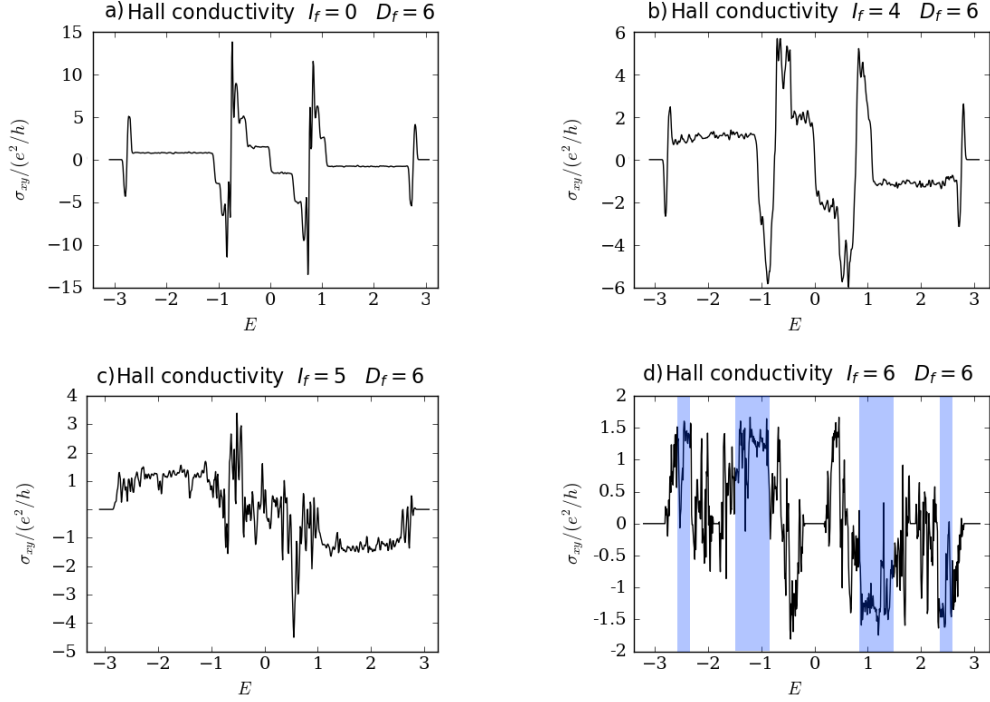 a) Hall conductivity I_f = 0 D_f = 6
15
10
5
0
−5
−10
−15
σ_xy/(e²/h)
−3 −2 −1 0 1 2 3
E
b) Hall conductivity I_f = 4 D_f = 6
6
4
2
0
−2
−4
−6
σ_xy/(e²/h)
−3 −2 −1 0 1 2 3
E
c) Hall conductivity I_f = 5 D_f = 6
4
3
2
1
0
−1
−2
−3
−4
−5
σ_xy/(e²/h)
−3 −2 −1 0 1 2 3
E
d) Hall conductivity I_f = 6 D_f = 6
2
1.5
1
0.5
0
-0.5
-1
-1.5
-2
σ_xy/(e²/h)
−3 −2 −1 0 1 2 3
E